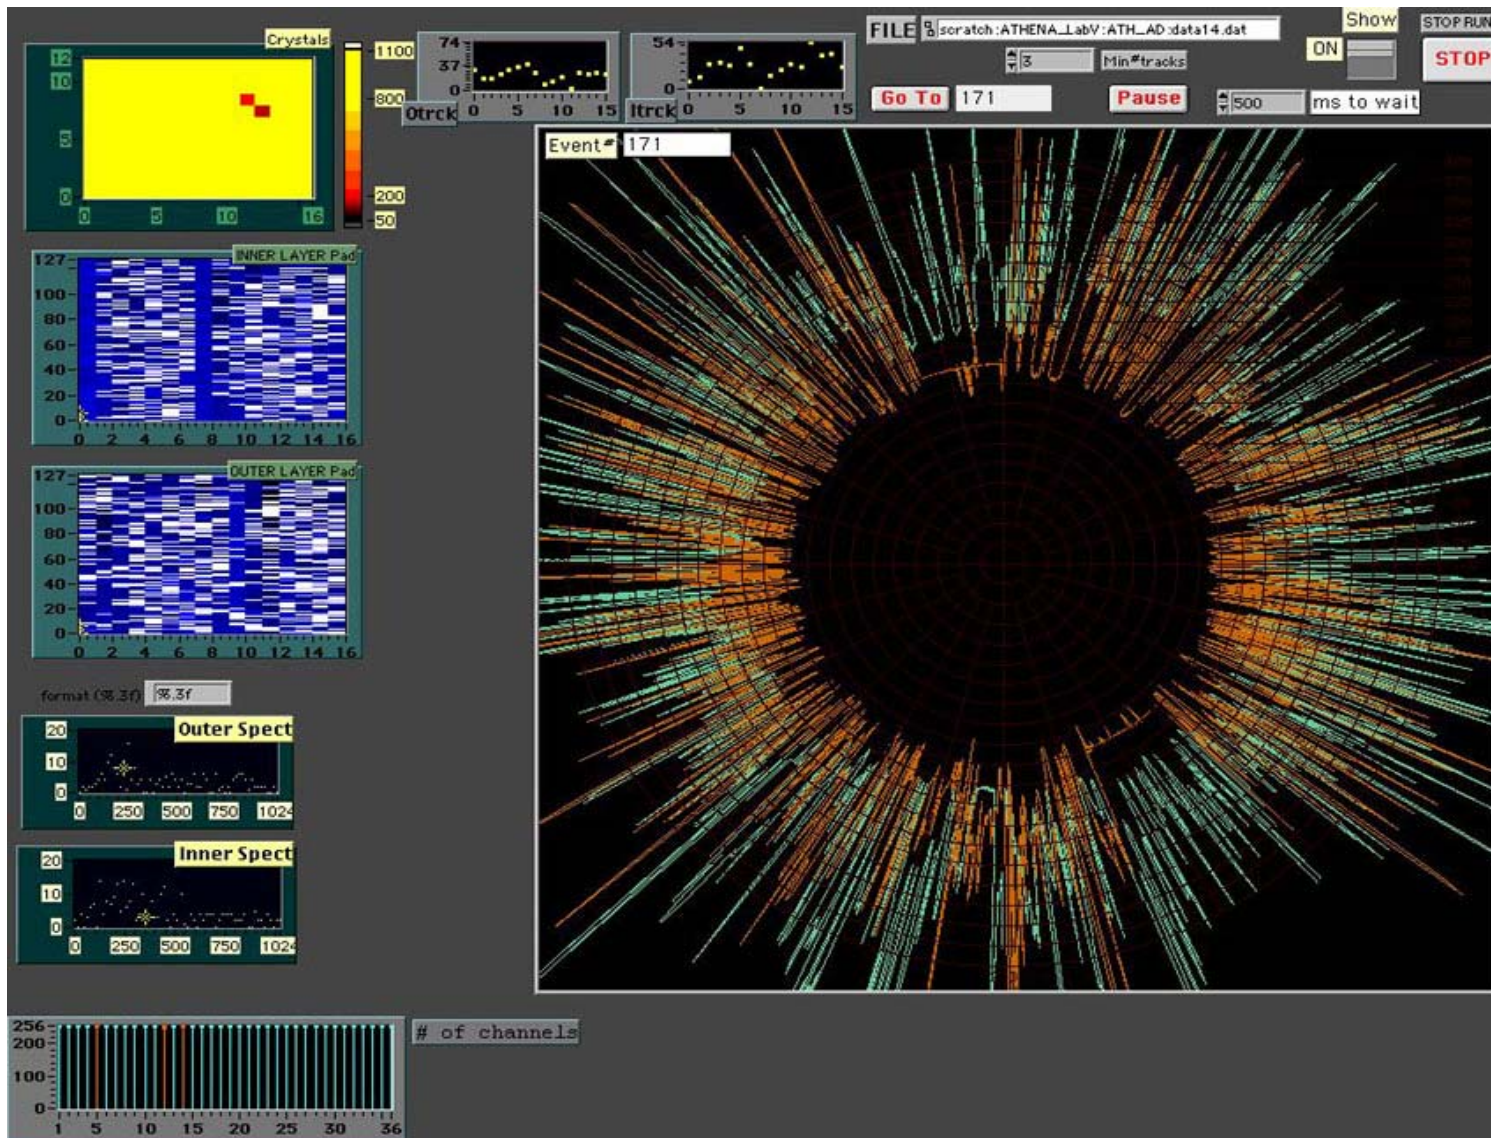 Crystals
12
10
5
0
0 5 10 16
1100
800
200
50
74
37
0
0 5 10 15
Otrck
54
0
0 5 10 15
Itrck
FILE scratch:ATHENA_LabV:ATH_AD:data14.dat
3 Min#tracks
Go To 171 Pause
500 ms to wait
Show
ON
STOP RUN
STOP
Event# 171
INNER LAYER Pad
127
100
80
60
40
20
0
0 2 4 6 8 10 12 14 16
OUTER LAYER Pad
127
100
80
60
40
20
0
0 2 4 6 8 10 12 14 16
format (%.3f) %.3f
Outer Spect
20
10
0
0 250 500 750 1024
Inner Spect
20
10
0
0 250 500 750 1024
256
200
100
0
1 5 10 15 20 25 30 36
# of channels